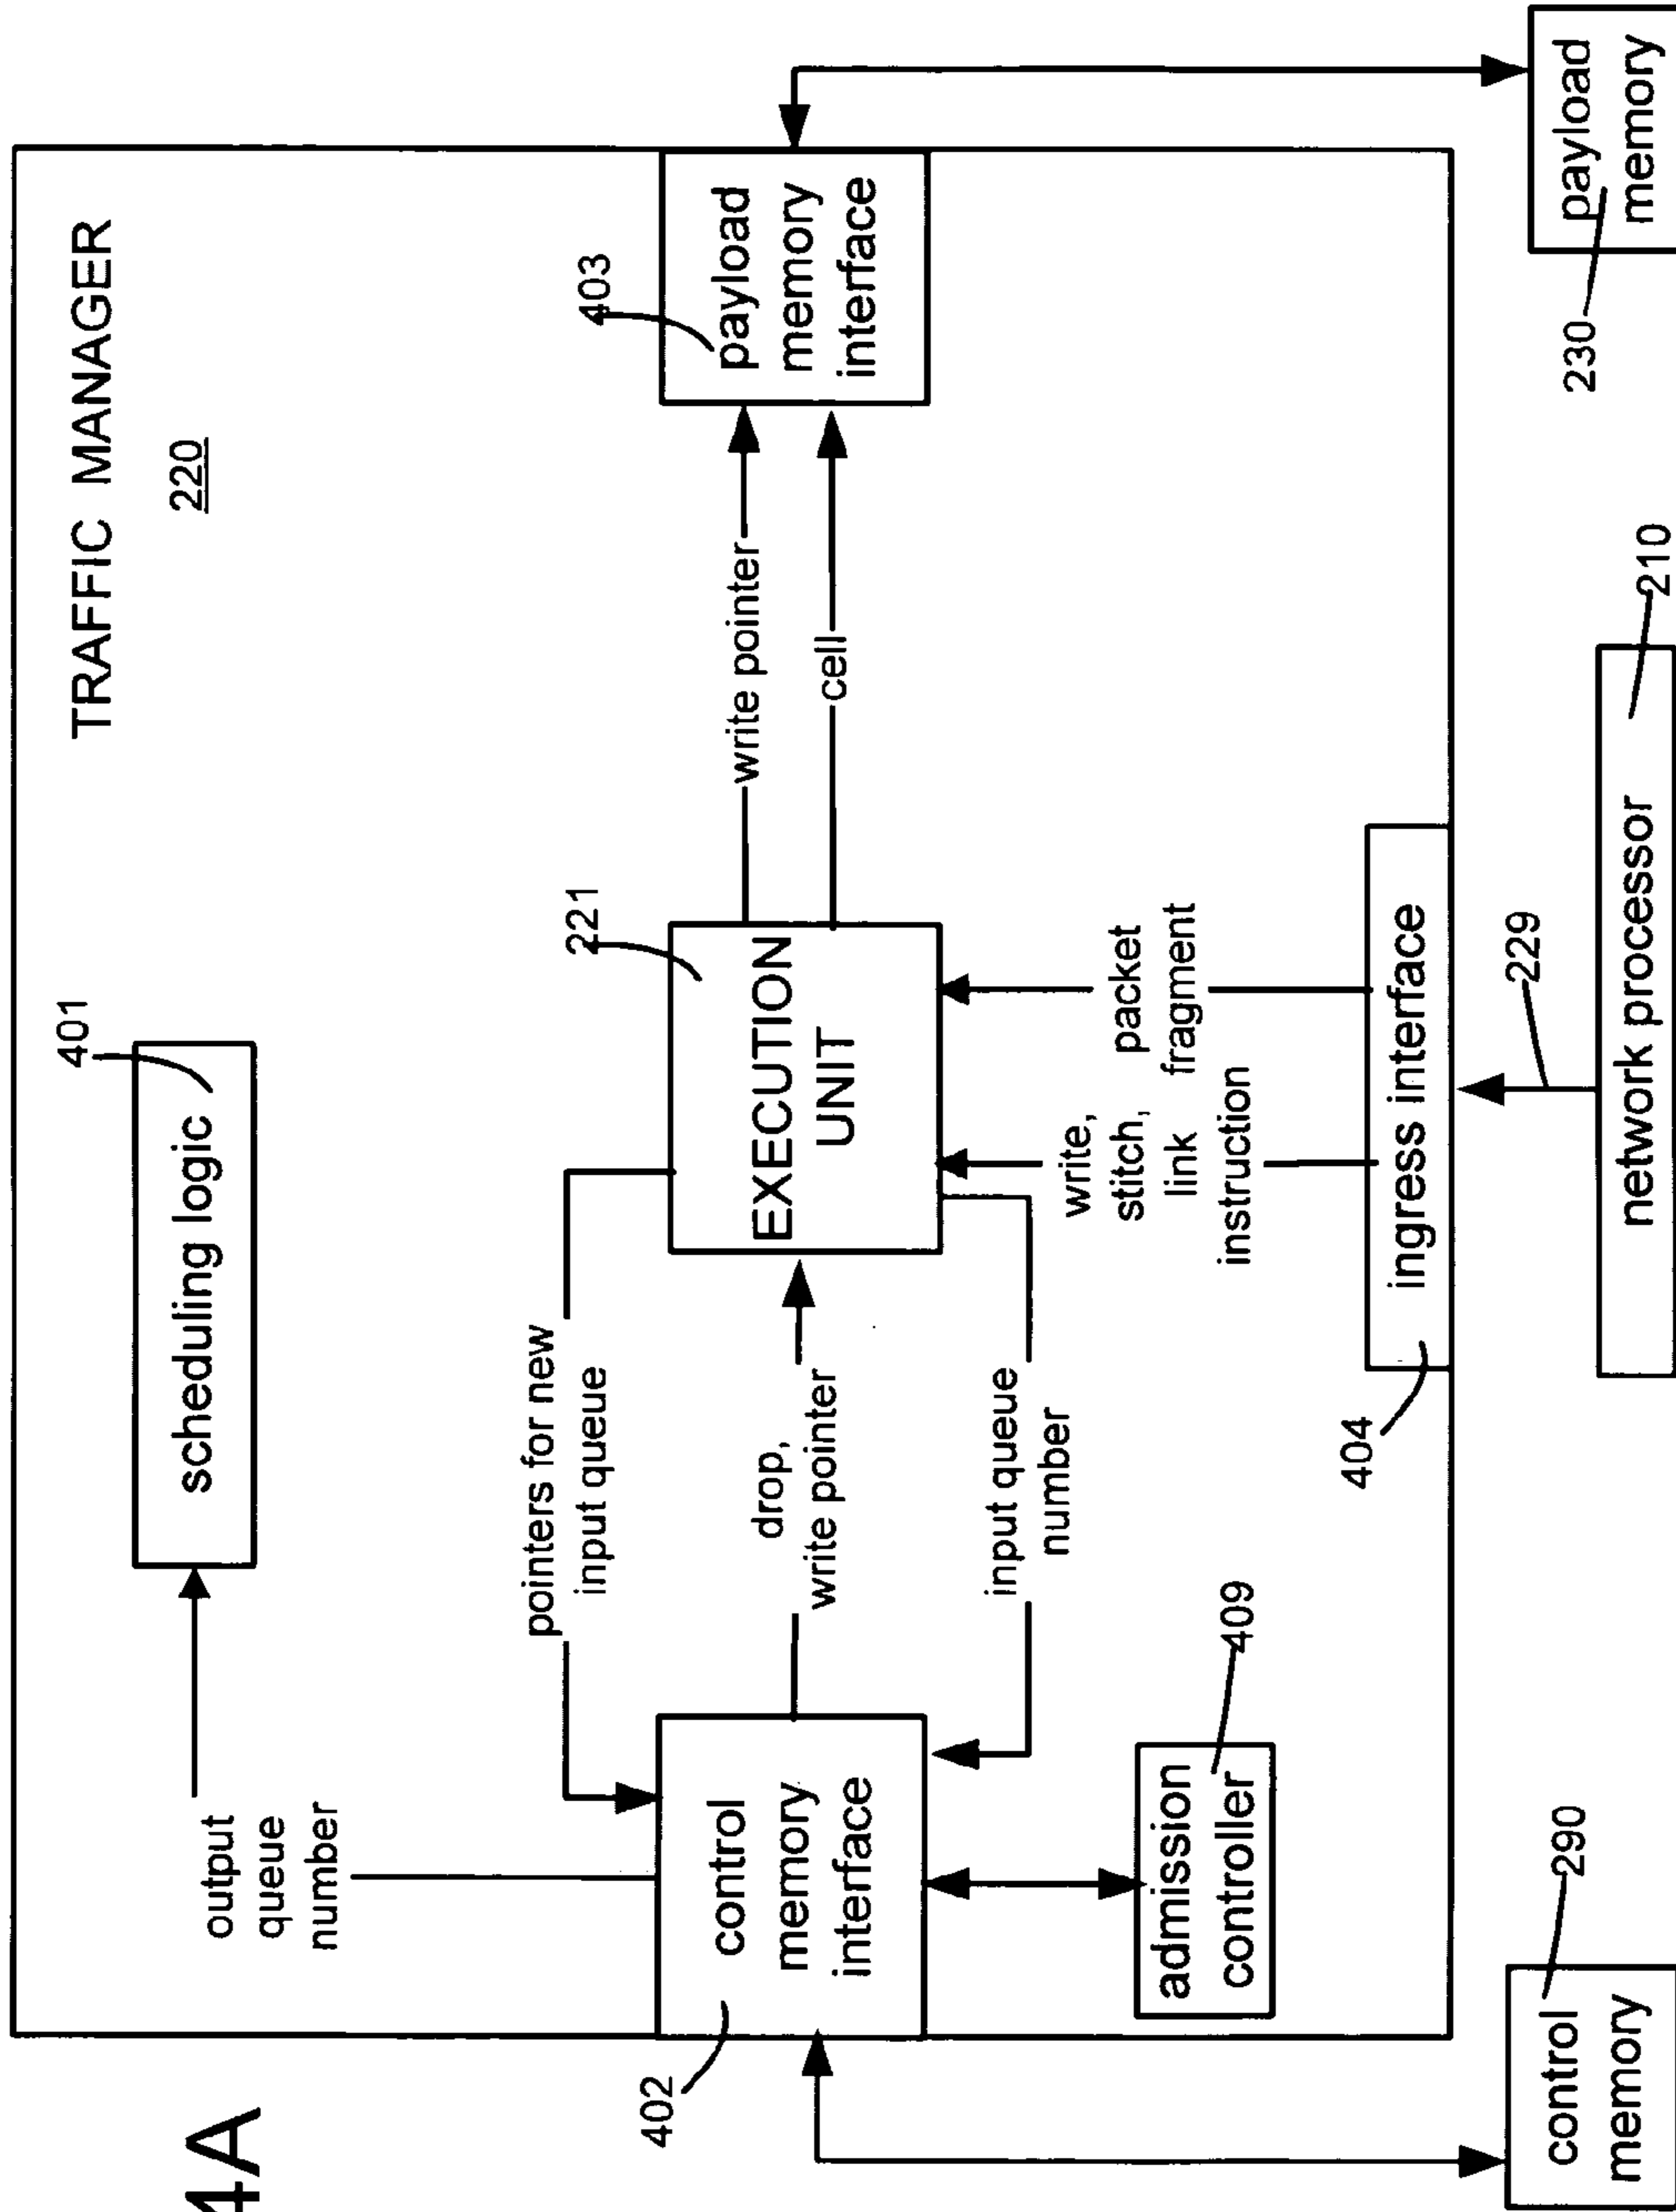 4A
TRAFFIC MANAGER
220
401
scheduling logic
output
queue
number
pointers for new
input queue
221
EXECUTION
UNIT
write pointer
cell
403
payload
memory
interface
402
control
memory
interface
drop,
write pointer
input queue
number
409
admission
controller
write,
stitch,
link
instruction
packet
fragment
404
ingress interface
229
290
control
memory
network processor
210
230
payload
memory